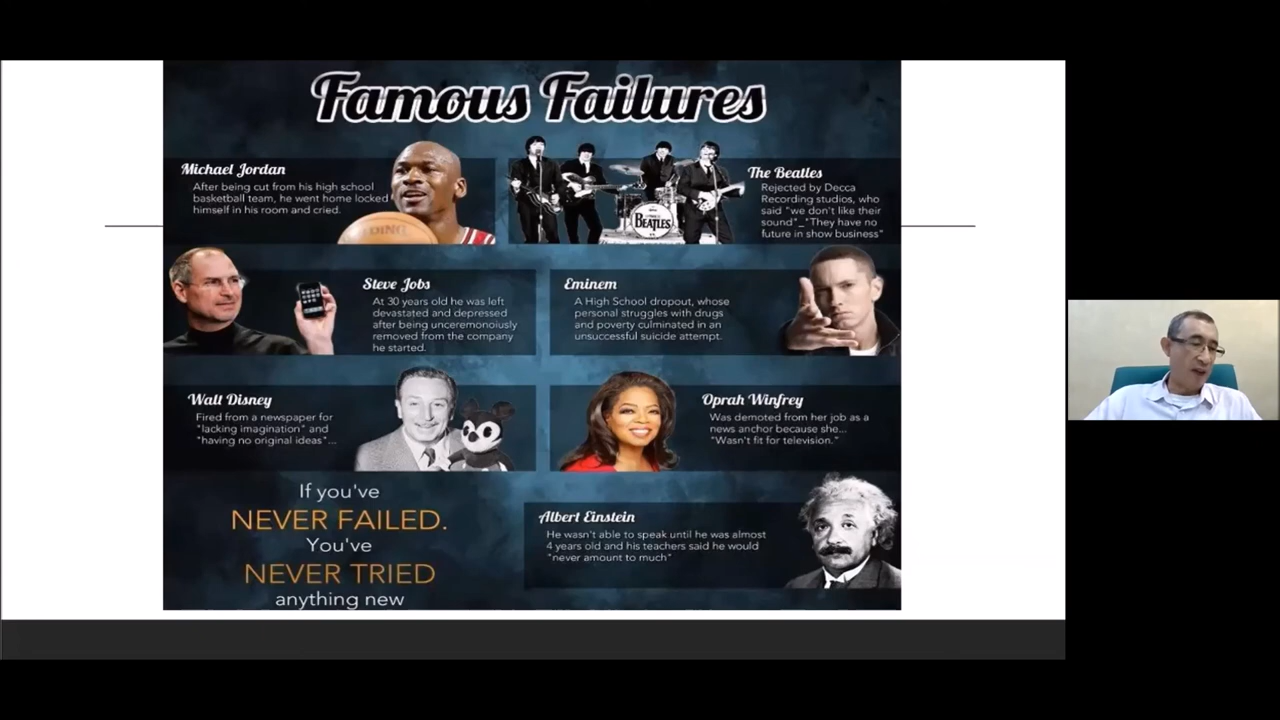 Famous Failures
Michael Jordan
After being cut from his high school
basketball team, he went home locked
himself in his room and cried.
DING
THE
BEATLES
The Beatles
Rejected by Decca
Recording studios, who
said "we don't like their
sound"_"They have no
future in show business"
Steve Jobs
At 30 years old he was left
devastated and depressed
after being unceremonoiusly
removed from the company
he started.
Eminem
A High School dropout, whose
personal struggles with drugs
and poverty culminated in an
unsuccessful suicide attempt.
Walt Disney
Fired from a newspaper for
"lacking imagination" and
"having no original ideas"...
Oprah Winfrey
Was demoted from her job as a
news anchor because she...
"Wasn't fit for television."
If you've
NEVER FAILED.
You've
NEVER TRIED
anything new
Albert Einstein
He wasn't able to speak until he was almost
4 years old and his teachers said he would
"never amount to much"